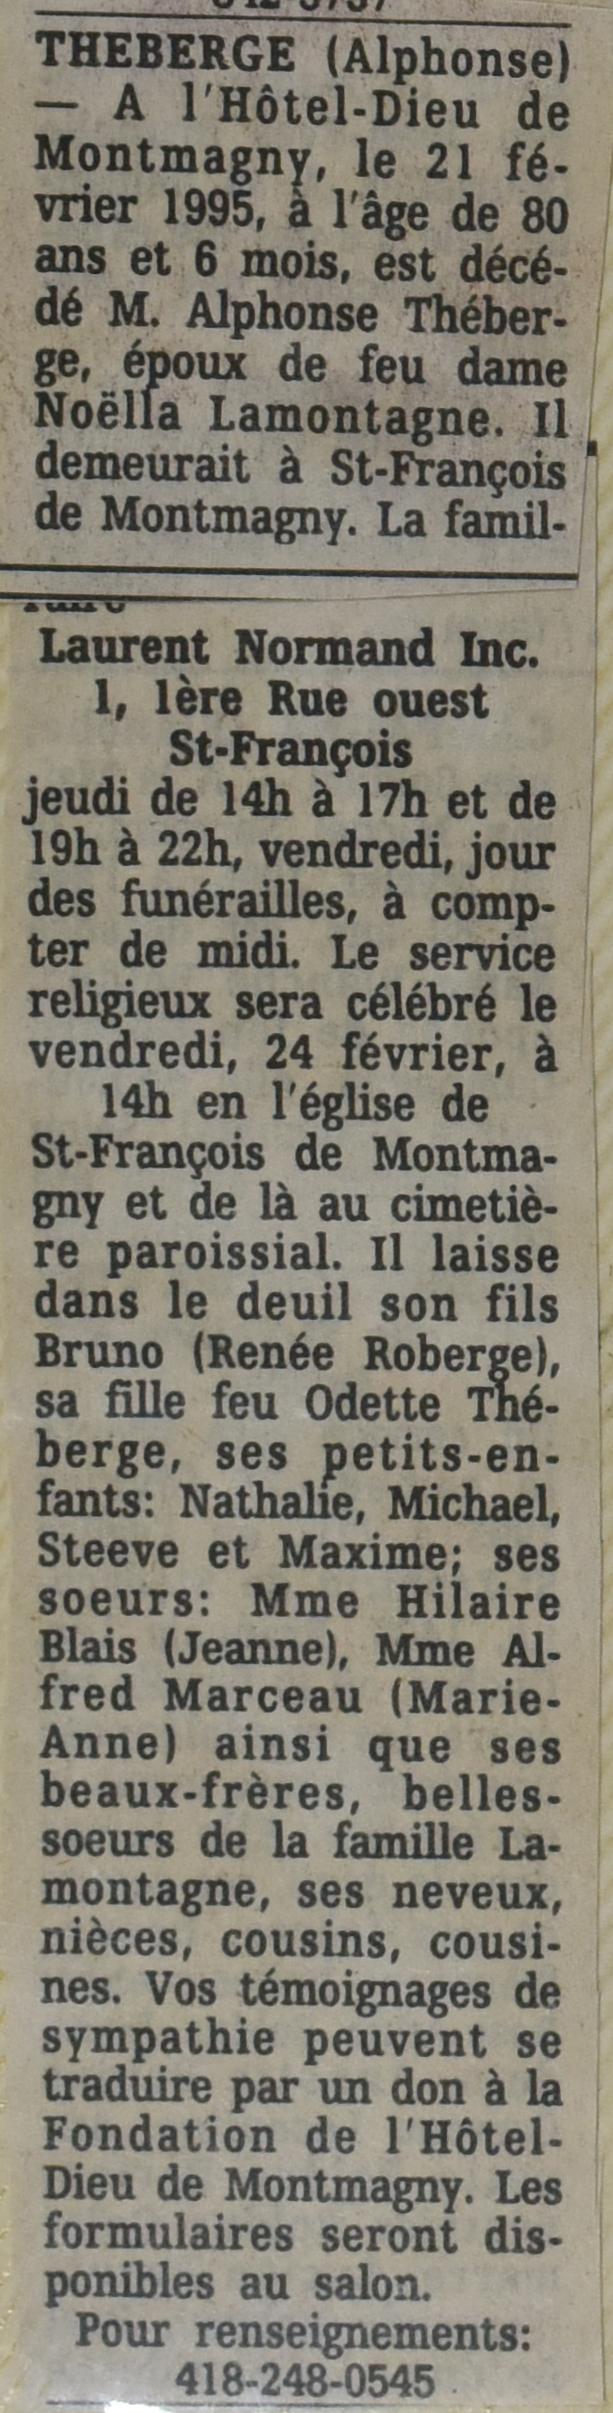 THEBERGE (Alphonse)
— A l'Hôtel-Dieu de
Montmagny, le 21 fé-
vrier 1995, à l'âge de 80
ans et 6 mois, est décé-
dé M. Alphonse Théber-
ge, époux de feu dame
Noëlla Lamontagne. Il
demeurait à St-François
de Montmagny. La famil-
Laurent Normand Inc.
1, 1ère Rue ouest
St-François
jeudi de 14h à 17h et de
19h à 22h, vendredi, jour
des funérailles, à comp-
ter de midi. Le service
religieux sera célébré le
vendredi, 24 février, à
14h en l'église de
St-François de Montma-
gny et de là au cimetiè-
re paroissial. Il laisse
dans le deuil son fils
Bruno (Renée Roberge),
sa fille feu Odette Thé-
berge, ses petits-en-
fants: Nathalie, Michael,
Steeve et Maxime; ses
soeurs: Mme Hilaire
Blais (Jeanne), Mme Al-
fred Marceau (Marie-
Anne) ainsi que ses
beaux-frères, belles-
soeurs de la famille La-
montagne, ses neveux,
nièces, cousins, cousi-
nes. Vos témoignages de
sympathie peuvent se
traduire par un don à la
Fondation de l'Hôtel-
Dieu de Montmagny. Les
formulaires seront dis-
ponibles au salon.
Pour renseignements:
418-248-0545